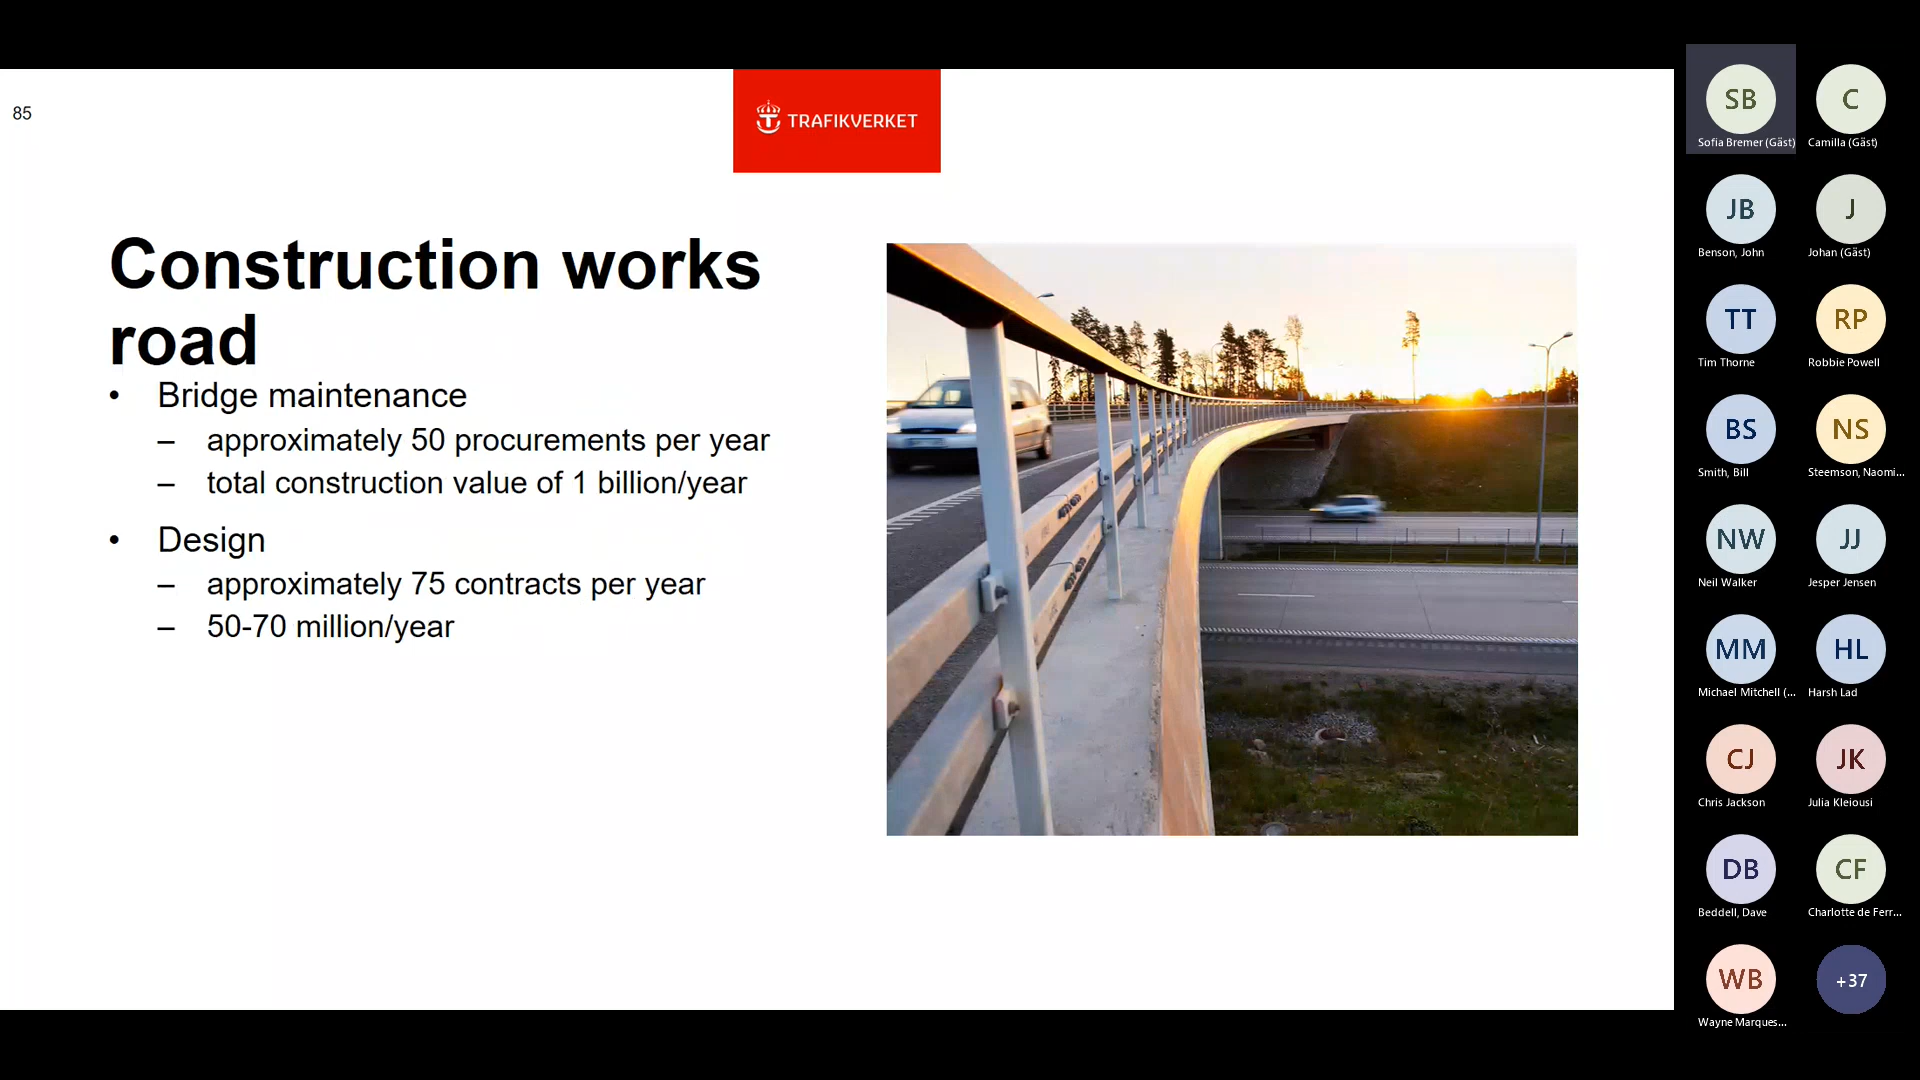 85
TRAFIKVERKET
Construction works
road
• Bridge maintenance
– approximately 50 procurements per year
– total construction value of 1 billion/year
• Design
– approximately 75 contracts per year
– 50-70 million/year
SB
Sofia Bremer (Gäst)
C
Camilla (Gäst)
JB
Benson, John
J
Johan (Gäst)
TT
Tim Thorne
RP
Robbie Powell
BS
Smith, Bill
NS
Steemson, Naomi...
NW
Neil Walker
JJ
Jesper Jensen
MM
Michael Mitchell (...
HL
Harsh Lad
CJ
Chris Jackson
JK
Julia Kleiousi
DB
Beddell, Dave
CF
Charlotte de Ferr...
WB
Wayne Marques...
+37